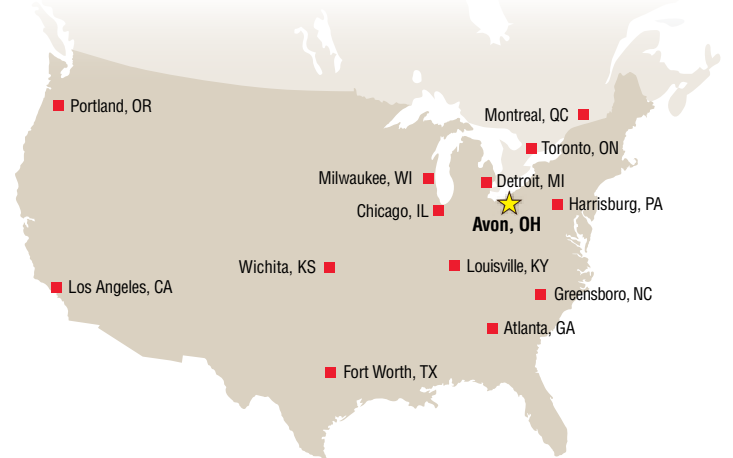 Portland, OR
Montreal, QC
Toronto, ON
Milwaukee, WI
Detroit, MI
Chicago, IL
Harrisburg, PA
Avon, OH
Wichita, KS
Louisville, KY
Los Angeles, CA
Greensboro, NC
Atlanta, GA
Fort Worth, TX